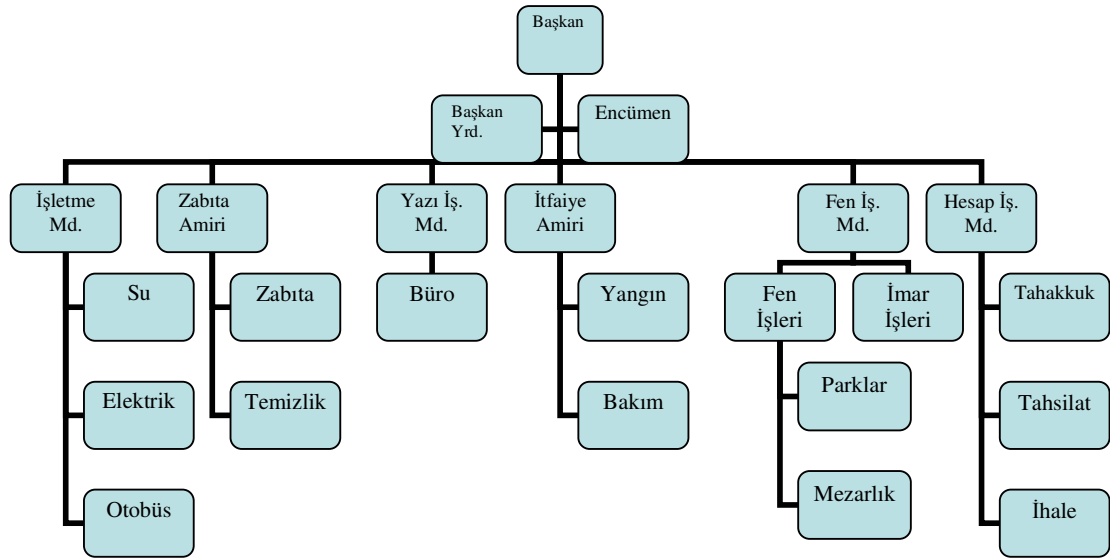 Başkan
Başkan
Yrd.
Encümen
İşletme
Md.
Zabıta
Amiri
Yazı İş.
Md.
İtfaiye
Amiri
Fen İş.
Md.
Hesap İş.
Md.
Su
Zabıta
Büro
Yangın
Fen
İşleri
İmar
İşleri
Tahakkuk
Elektrik
Temizlik
Bakım
Parklar
Tahsilat
Otobüs
Mezarlık
İhale